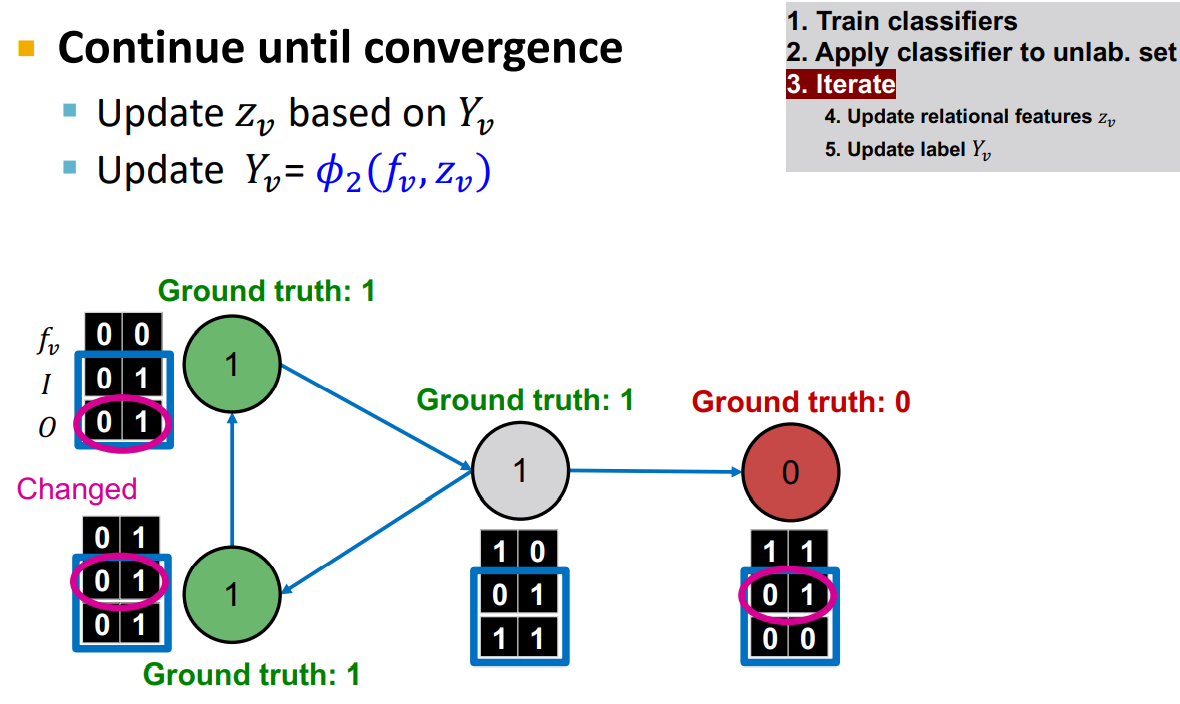 Continue until convergence
Update z_v based on Y_v
Update Y_v= ϕ_2(f_v, z_v)
1. Train classifiers
2. Apply classifier to unlab. set
3. Iterate
4. Update relational features z_v
5. Update label Y_v
Ground truth: 1
f_v 0 0
I 0 1
O 0 1
1
Ground truth: 1
1
Ground truth: 0
0
Changed
0 1
0 1
0 1
1
Ground truth: 1
1 0
0 1
1 1
1 1
0 1
0 0